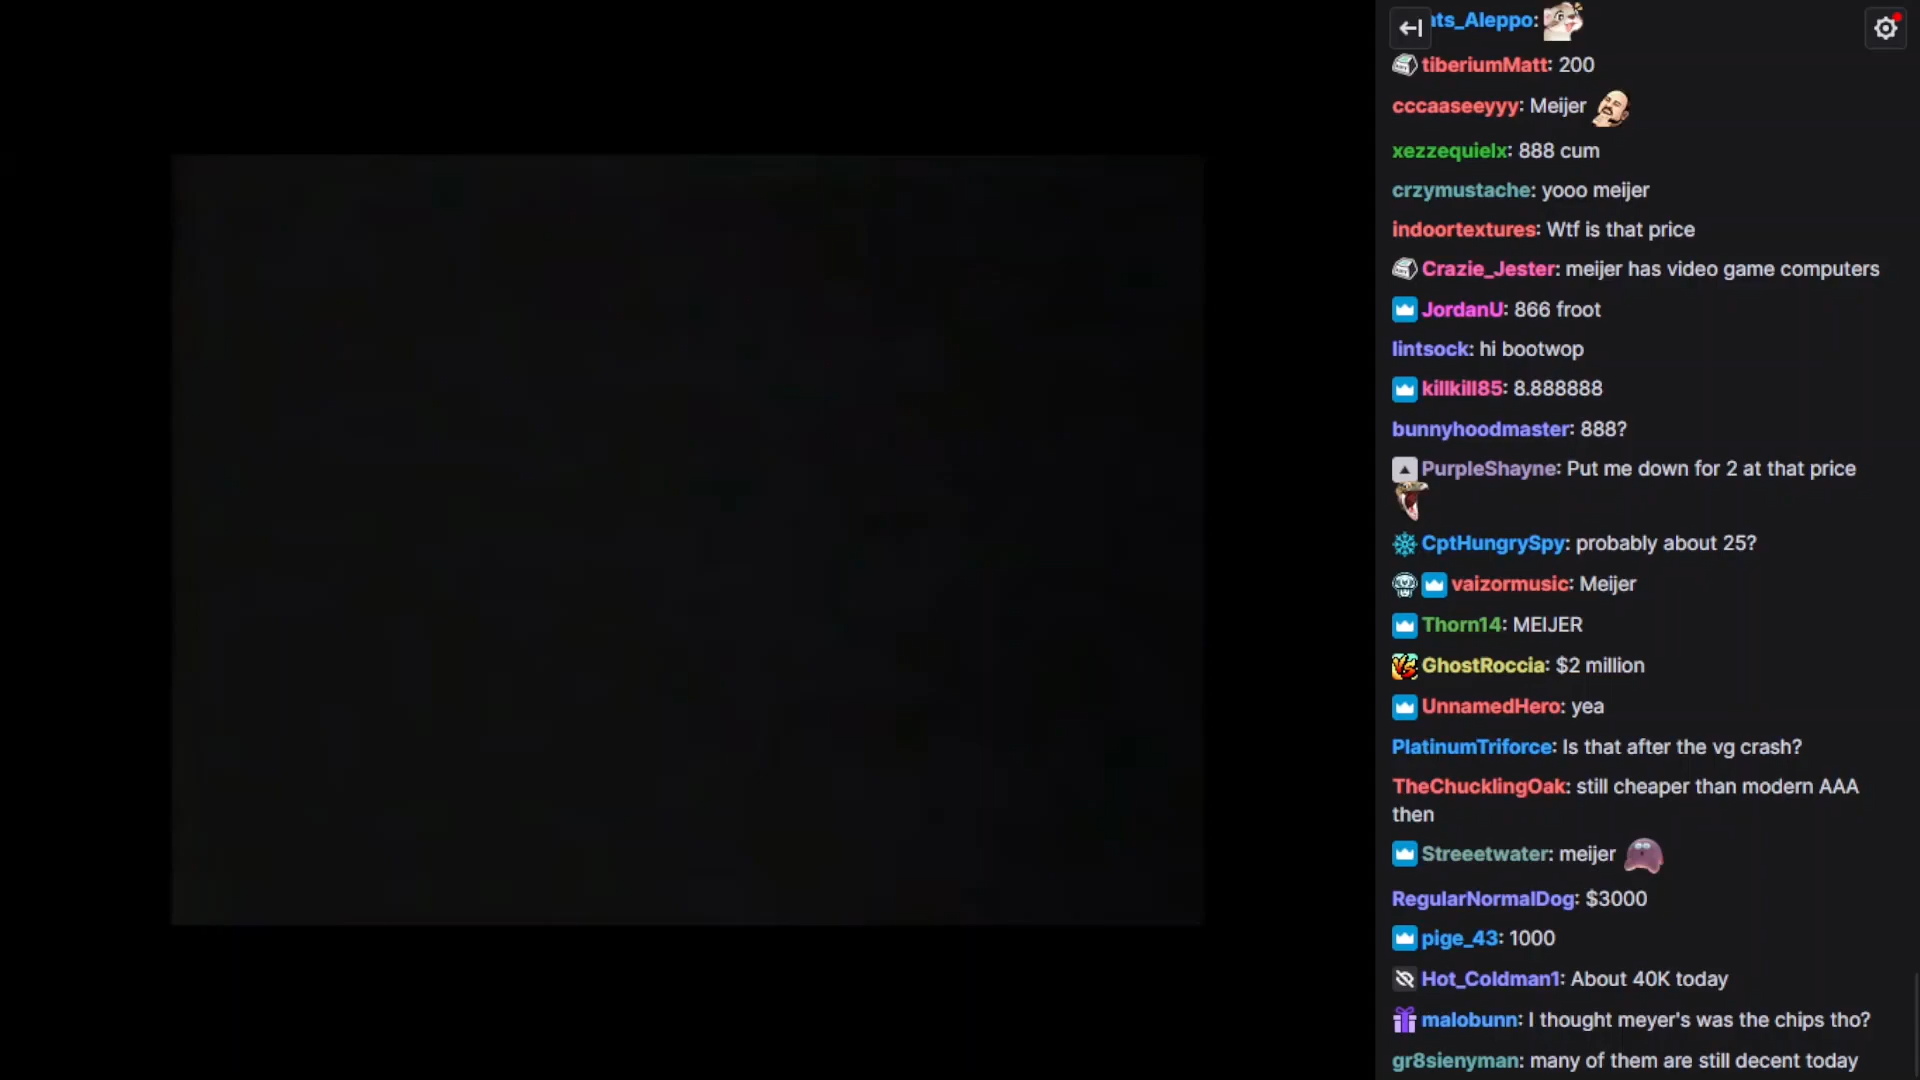 ats_Aleppo:
tiberiumMatt: 200
cccaaseeyyy: Meijer
xezzequielx: 888 cum
crzymustache: yooo meijer
indoortextures: Wtf is that price
Crazie_Jester: meijer has video game computers
JordanU: 866 froot
lintsock: hi bootwop
killkill85: 8.888888
bunnyhoodmaster: 888?
PurpleShayne: Put me down for 2 at that price
CptHungrySpy: probably about 25?
vaizormusic: Meijer
Thorn14: MEIJER
GhostRoccia: $2 million
UnnamedHero: yea
PlatinumTriforce: Is that after the vg crash?
TheChucklingOak: still cheaper than modern AAA
then
Streeetwater: meijer
RegularNormalDog: $3000
pige_43: 1000
Hot_Coldman1: About 40K today
malobunn: I thought meyer's was the chips tho?
gr8sienyman: many of them are still decent today